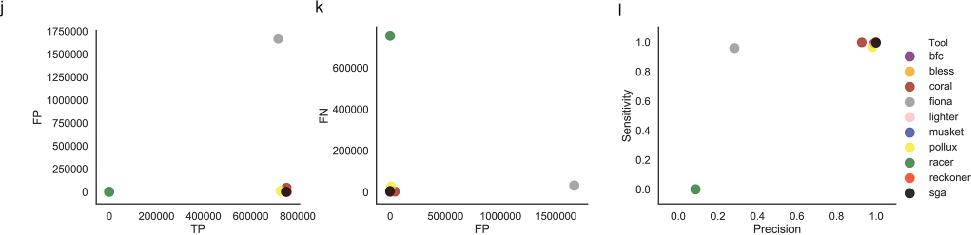 j
1750000
1500000
1250000
1000000
750000
500000
250000
0
FP
0 200000 400000 600000 800000
TP
k
600000
400000
200000
0
FN
0 500000 1000000 1500000
FP
l
1.0
0.8
0.6
0.4
0.2
0.0
Sensitivity
0.0 0.2 0.4 0.6 0.8 1.0
Precision
Tool
bfc
bless
coral
fiona
lighter
musket
pollux
racer
reckoner
sga